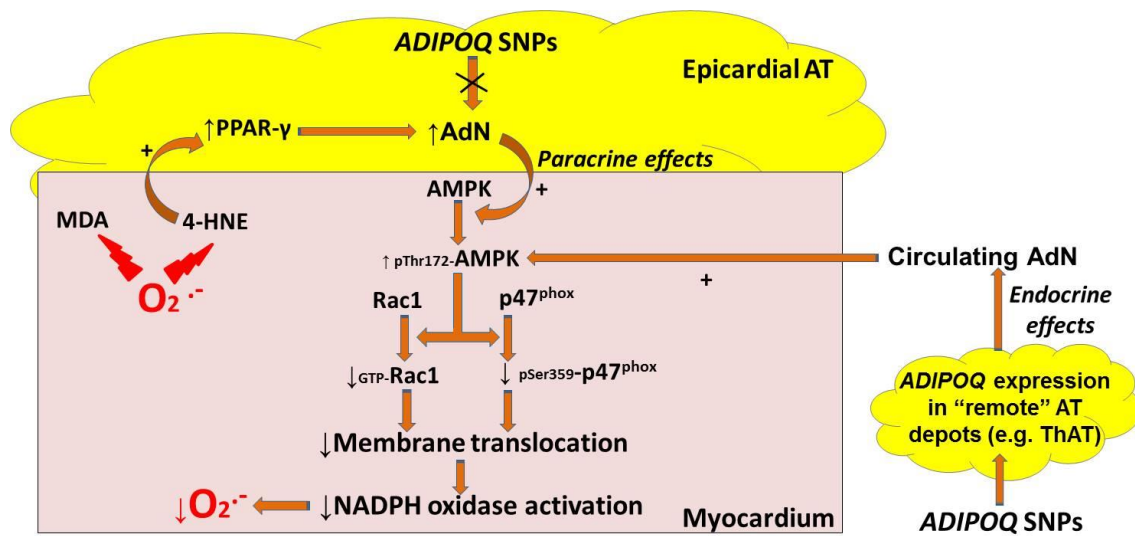 ADIPOQ SNPs
Epicardial AT
↑PPAR-γ
↑AdN
+
Paracrine effects
AMPK
+
MDA
4-HNE
O₂·⁻
↑ pThr172-AMPK
+
Circulating AdN
Rac1
p47ᵖʰᵒˣ
Endocrine
effects
↓GTP-Rac1
↓ pSer359-p47ᵖʰᵒˣ
ADIPOQ expression
in “remote” AT
depots (e.g. ThAT)
↓Membrane translocation
↓O₂·⁻
↓NADPH oxidase activation
Myocardium
ADIPOQ SNPs